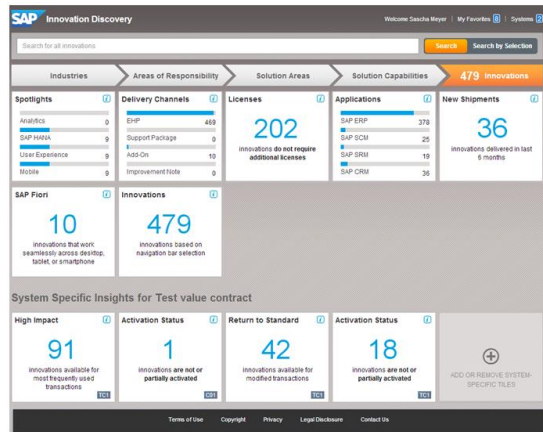 SAP Innovation Discovery
Welcome Sascha Meyer | My Favorites 0 | Systems 2
Search for all innovations
Search
Search by Selection
Industries
Areas of Responsibility
Solution Areas
Solution Capabilities
479 Innovations
Spotlights
Analytics 0
SAP HANA 9
User Experience 9
Mobile 9
Delivery Channels
EHP 469
Support Package 0
Add-On 10
Improvement Note 0
Licenses
202
innovations do not require
additional licenses
Applications
SAP ERP 378
SAP SCM 25
SAP SRM 19
SAP CRM 36
New Shipments
36
innovations delivered in last
6 months
SAP Fiori
10
innovations that work
seamlessly across desktop,
tablet, or smartphone
Innovations
479
innovations based on
navigation bar selection
System Specific Insights for Test value contract
High Impact
91
innovations available for
most frequently used
transactions
TC1
Activation Status
1
innovations are not or
partially activated
C01
Return to Standard
42
innovations available for
modified transactions
TC1
Activation Status
18
innovations are not or
partially activated
TC1
ADD OR REMOVE SYSTEM-
SPECIFIC TILES
Terms of Use Copyright Privacy Legal Disclosure Contact Us